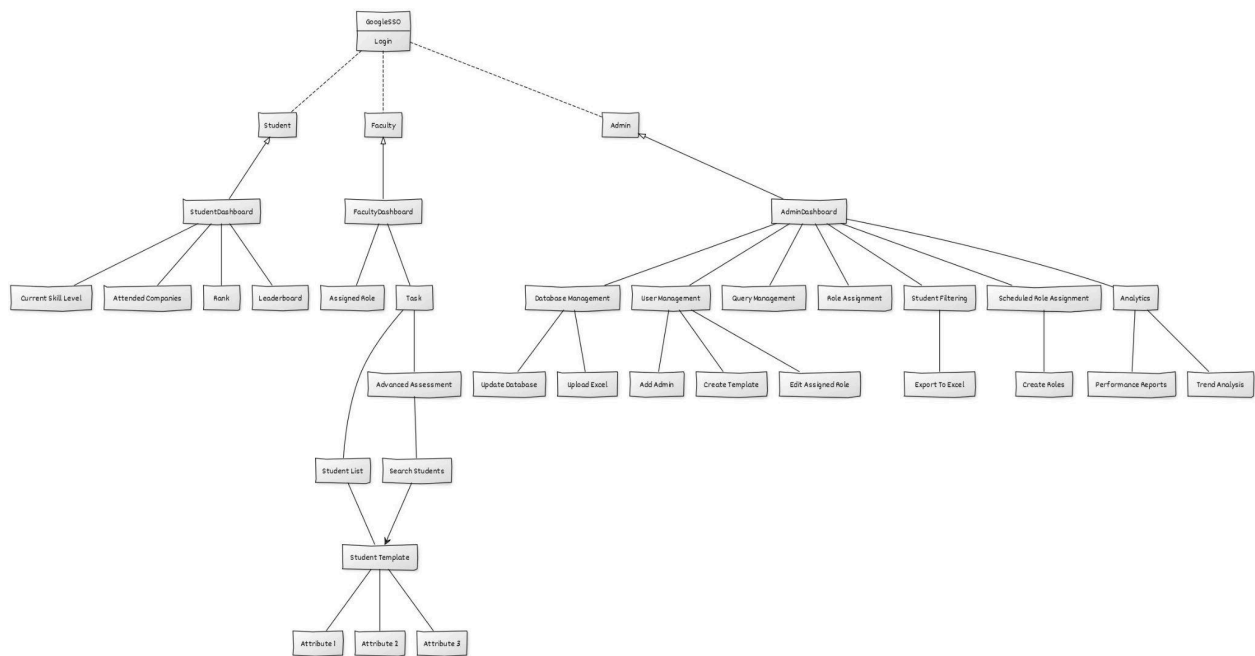 GoogleSSO
Login
Student
Faculty
Admin
StudentDashboard
FacultyDashboard
AdminDashboard
Current Skill Level
Attended Companies
Rank
Leaderboard
Assigned Role
Task
Database Management
User Management
Query Management
Role Assignment
Student Filtering
Scheduled Role Assignment
Analytics
Advanced Assessment
Update Database
Upload Excel
Add Admin
Create Template
Edit Assigned Role
Export To Excel
Create Roles
Performance Reports
Trend Analysis
Student List
Search Students
Student Template
Attribute 1
Attribute 2
Attribute 3